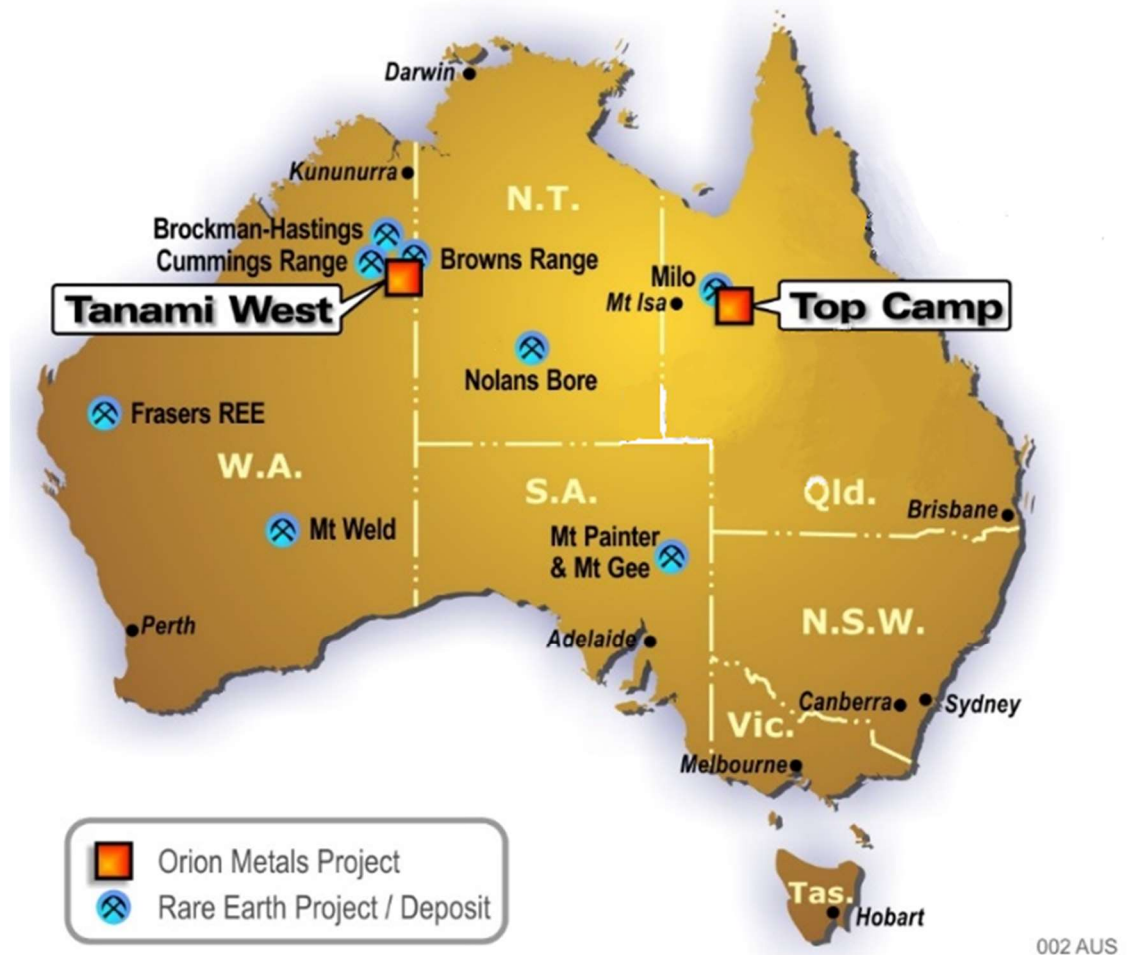 Darwin
Kununurra
N.T.
Brockman-Hastings
Cummings Range
Browns Range
Tanami West
Milo
Mt Isa
Top Camp
Nolans Bore
Frasers REE
W.A.
S.A.
Qld.
Brisbane
Mt Weld
Mt Painter
& Mt Gee
Perth
Adelaide
N.S.W.
Canberra
Sydney
Vic.
Melbourne
Orion Metals Project
Rare Earth Project / Deposit
Tas.
Hobart
002 AUS